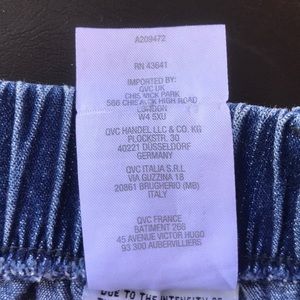 A209472
RN 43641
IMPORTED BY:
QVC UK
CHISWICK PARK
566 CHISWICK HIGH ROAD
LONDON
W4 5XU
QVC HANDEL LLC & CO. KG
PLOCKSTR. 30
40221 DÜSSELDORF
GERMANY
QVC ITALIA S.R.L
VIA GUZZINA 18
20861 BRUGHERIO (MB)
ITALY
QVC FRANCE
BATIMENT 266
45 AVENUE VICTOR HUGO
93 300 AUBERVILLIERS
DUE TO THE INTENSITY OF